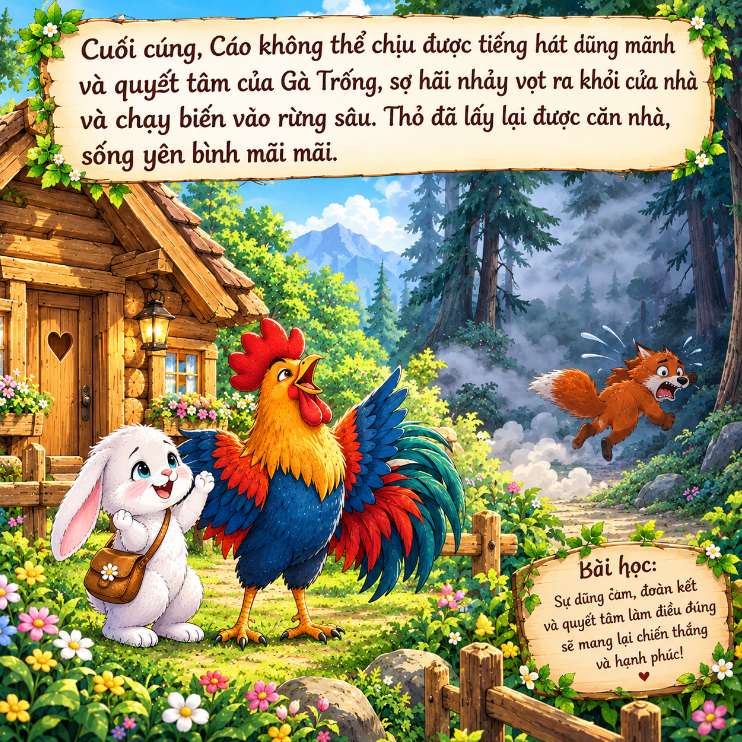 Cuối cúng, Cáo không thể chịu được tiếng hát dũng mãnh
và quyết tâm của Gà Trống, sợ hãi nhảy vọt ra khỏi cửa nhà
và chạy biến vào rừng sâu. Thỏ đã lấy lại được căn nhà,
sống yên bình mãi mãi.
Bài học:
Sự dũng cảm, đoàn kết
và quyết tâm làm điều đúng
sẽ mang lại chiến thắng
và hạnh phúc!